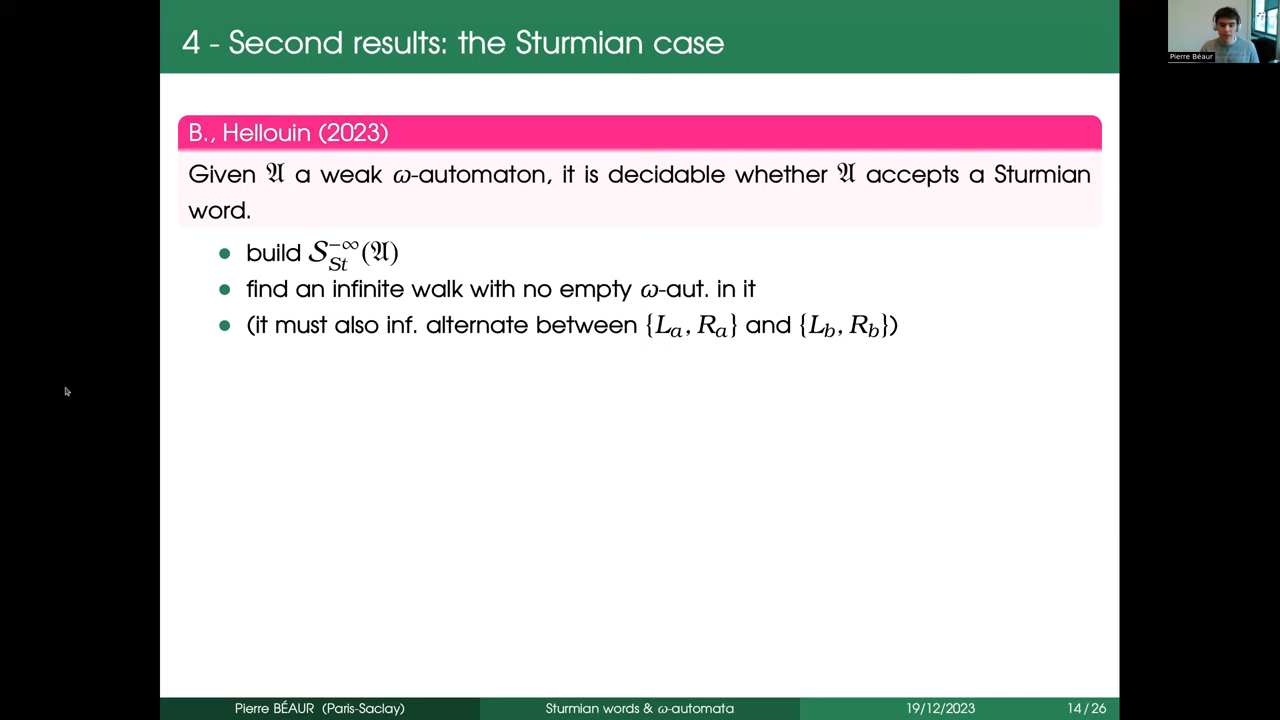 4 - Second results: the Sturmian case
Pierre Béaur
B., Hellouin (2023)
Given 𝔄 a weak ω-automaton, it is decidable whether 𝔄 accepts a Sturmian
word.
• build 𝒮_{St}^{-∞}(𝔄)
• find an infinite walk with no empty ω-aut. in it
• (it must also inf. alternate between {L_a, R_a} and {L_b, R_b})
Pierre BÉAUR (Paris-Saclay) Sturmian words & ω-automata 19/12/2023 14 / 26